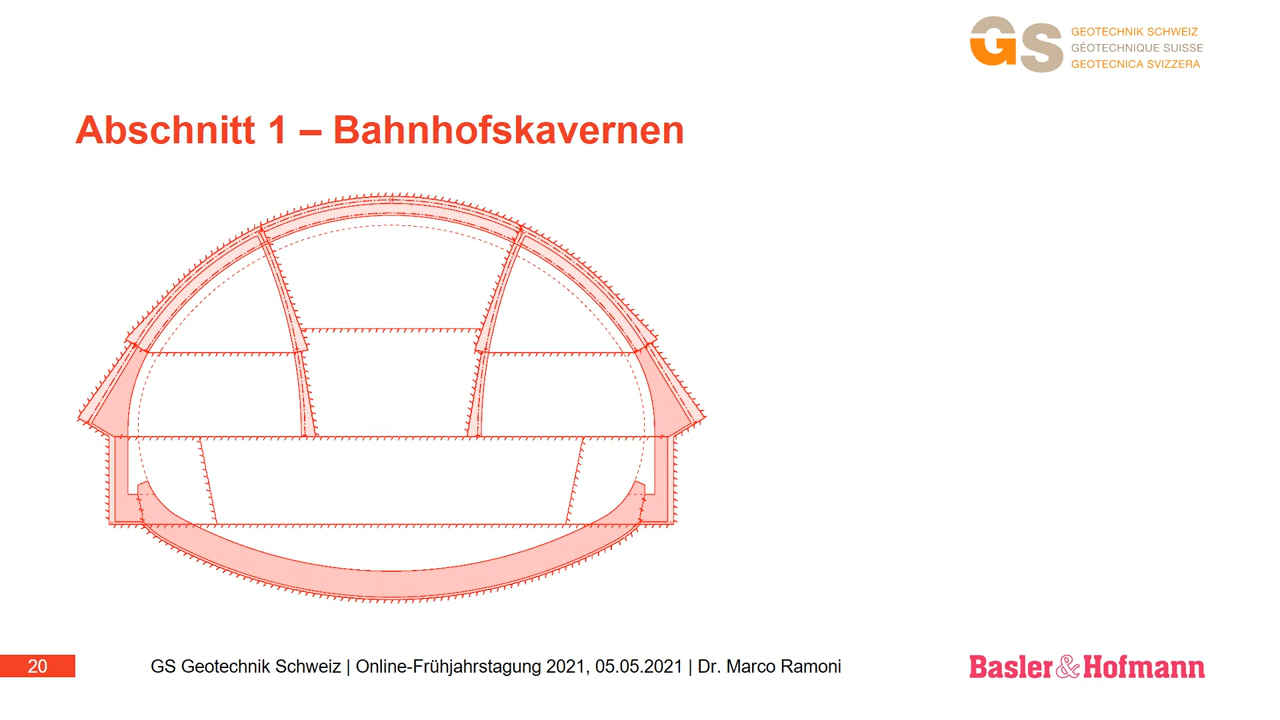 GS
GEOTECHNIK SCHWEIZ
GÉOTECHNIQUE SUISSE
GEOTECNICA SVIZZERA
Abschnitt 1 – Bahnhofskavernen
20
GS Geotechnik Schweiz | Online-Frühjahrstagung 2021, 05.05.2021 | Dr. Marco Ramoni
Basler & Hofmann